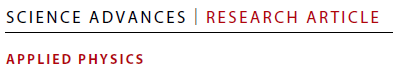 SCIENCE ADVANCES | RESEARCH ARTICLE
APPLIED PHYSICS